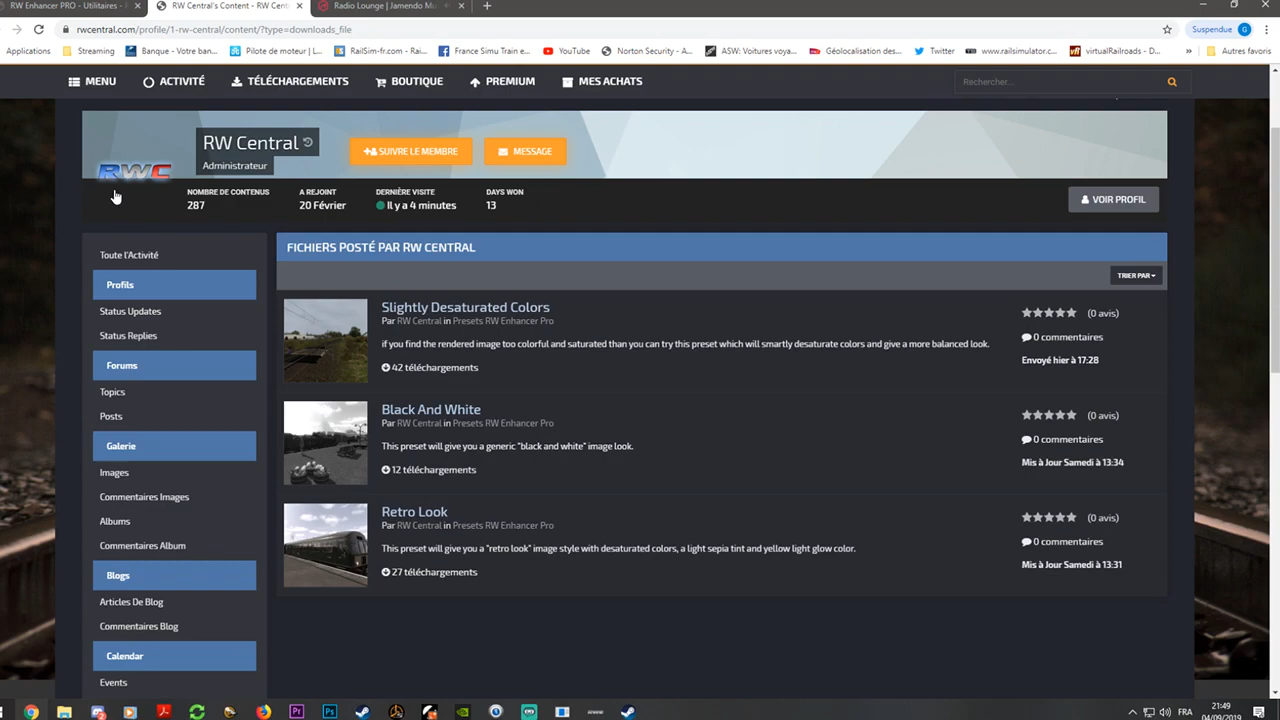 RW Enhancer PRO - Utilitaires -
RW Central's Content - RW Cent
Radio Lounge | Jamendo Mu
rwcentral.com/profile/1-rw-central/content/?type=downloads_file
Suspendue G
Applications
Streaming
Banque - Votre ban...
Pilote de moteur (...
RailSim-fr.com - Rai...
France Simu Train e...
YouTube
Norton Security - A...
ASW: Voitures voya...
Géolocalisation des...
Twitter
www.railsimulator.c...
virtualRailroads - D...
»
Autres favoris
MENU
ACTIVITÉ
TÉLÉCHARGEMENTS
BOUTIQUE
PREMIUM
MES ACHATS
Rechercher...
RW Central
Administrateur
SUIVRE LE MEMBRE
MESSAGE
RWC
NOMBRE DE CONTENUS
287
A REJOINT
20 Février
DERNIÈRE VISITE
Il y a 4 minutes
DAYS WON
13
VOIR PROFIL
Toute l'Activité
Profils
Status Updates
Status Replies
Forums
Topics
Posts
Galerie
Images
Commentaires Images
Albums
Commentaires Album
Blogs
Articles De Blog
Commentaires Blog
Calendar
Events
FICHIERS POSTÉ PAR RW CENTRAL
TRIER PAR
Slightly Desaturated Colors
Par RW Central in Presets RW Enhancer Pro
if you find the rendered image too colorful and saturated than you can try this preset which will smartly desaturate colors and give a more balanced look.
42 téléchargements
(0 avis)
0 commentaires
Envoyé hier à 17:28
Black And White
Par RW Central in Presets RW Enhancer Pro
This preset will give you a generic "black and white" image look.
12 téléchargements
(0 avis)
0 commentaires
Mis à Jour Samedi à 13:34
Retro Look
Par RW Central in Presets RW Enhancer Pro
This preset will give you a "retro look" image style with desaturated colors, a light sepia tint and yellow light glow color.
27 téléchargements
(0 avis)
0 commentaires
Mis à Jour Samedi à 13:31
Pr
Ps
FRA
21:49
04/09/2019